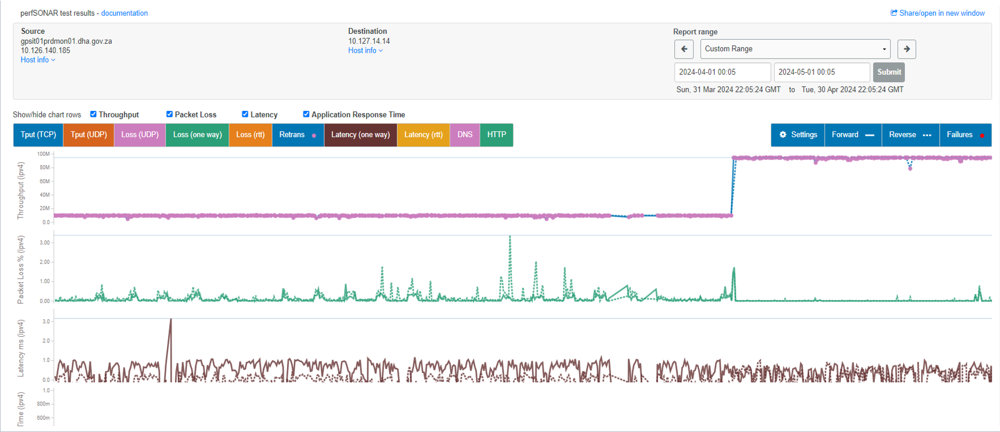 perfSONAR test results - documentation
Share/open in new window
Source
gpsit01prdmon01.dha.gov.za
10.126.140.185
Host info
Destination
10.127.14.14
Host info
Report range
Custom Range
2024-04-01 00:05
2024-05-01 00:05
Submit
Sun, 31 Mar 2024 22:05:24 GMT to Tue, 30 Apr 2024 22:05:24 GMT
Show/hide chart rows
Throughput
Packet Loss
Latency
Application Response Time
Tput (TCP)
Tput (UDP)
Loss (UDP)
Loss (one way)
Loss (rtt)
Retrans
Latency (one way)
Latency (rtt)
DNS
HTTP
Settings
Forward
Reverse
Failures
Throughput (ipv4)
100M
80M
60M
40M
20M
0.0
Packet Loss % (ipv4)
3.00
2.00
1.00
0.00
Latency ms (ipv4)
3.0
2.0
1.0
0.0
Time (ipv4)
1.0
800m
600m